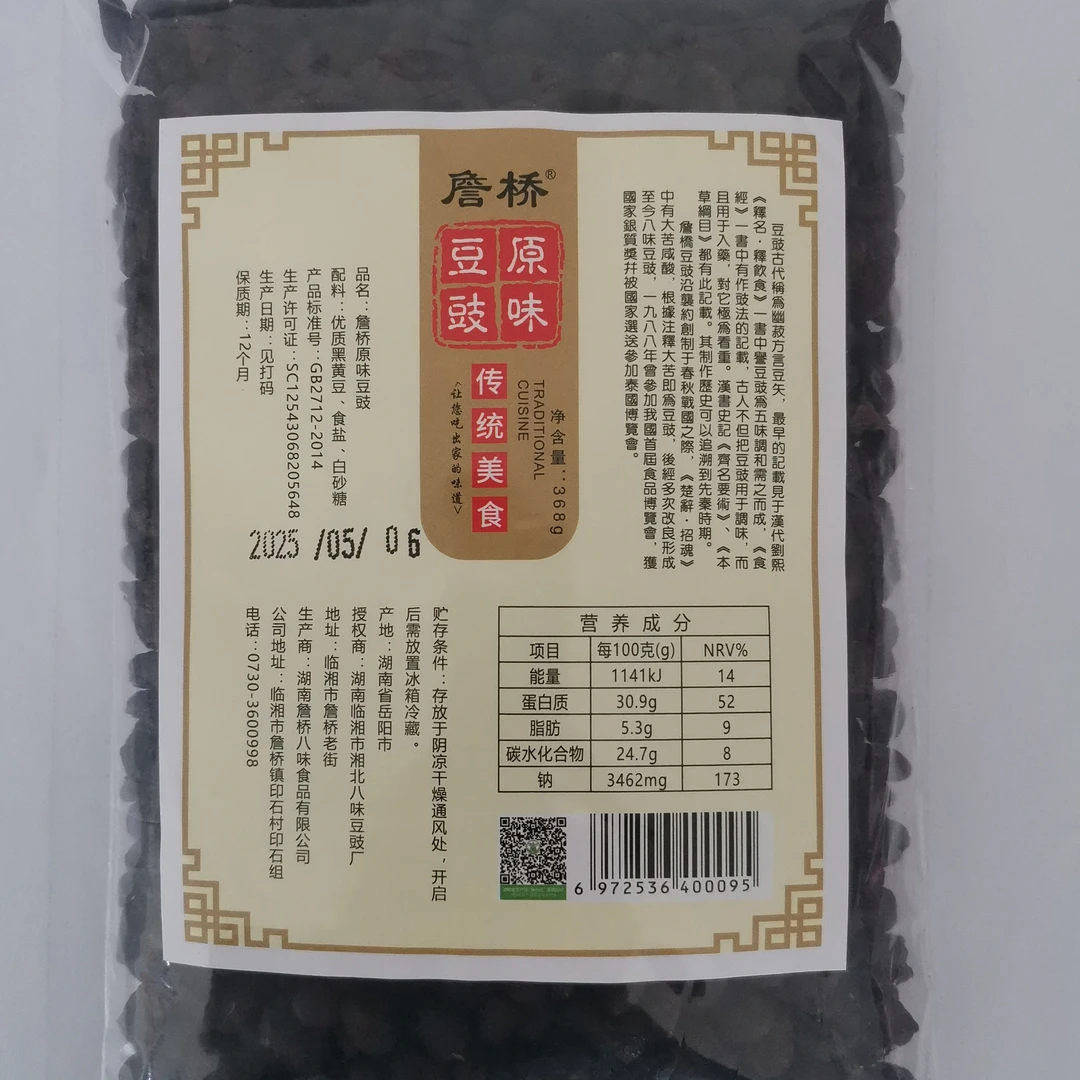 詹桥®
原味
豆豉
传统美食
TRADITIONAL
CUISINE
<让您吃出家的味道>
净含量：368g
豆豉古代稱爲幽菽方言豆矢，最早的記載見于漢代劉熙
《釋名·釋飲食》一書中譽豆豉爲五味調和需之而成，《食
經》一書中有作豉法的記載，古人不但把豆豉用于調味，而
且用于入藥，對它極爲看重。漢書史記《齊名要術》、《本
草綱目》都有此記載。其制作歷史可以追溯到先秦時期。
詹橋豆豉沿襲約創制于春秋戰國之際，《楚辭·招魂》
中有大苦咸酸，根據注釋大苦即爲豆豉，後經多次改良形成
至今八味豆豉，一九八八年曾參加我國首屆食品博覽會，獲
國家銀質獎幷被國家選送參加泰國博覽會。
品名：詹桥原味豆豉
配料：优质黑黄豆、食盐、白砂糖
产品标准号：GB2712-2014
生产许可证：SC12543068205648
生产日期：见打码
保质期：12个月
2025/05/06
贮存条件：存放于阴凉干燥通风处，开启
后需放置冰箱冷藏。
产地：湖南省岳阳市
授权商：湖南临湘市湘北八味豆豉厂
地址：临湘市詹桥老街
生产商：湖南詹桥八味食品有限公司
公司地址：临湘市詹桥镇印石村印石组
电话：0730-3600998
营养成分
项目 每100克(g) NRV%
能量 1141kJ 14
蛋白质 30.9g 52
脂肪 5.3g 9
碳水化合物 24.7g 8
钠 3462mg 173
6 972536 400095